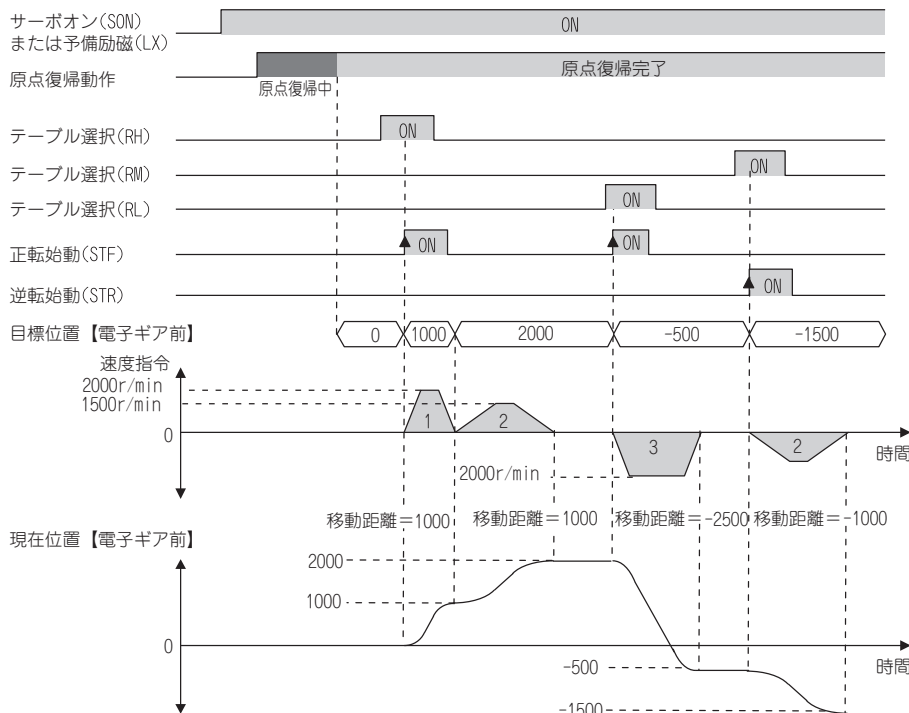 サーボオン(SON)
または予備励磁(LX)
ON
原点復帰動作
原点復帰中
原点復帰完了
テーブル選択(RH)
ON
テーブル選択(RM)
ON
テーブル選択(RL)
ON
正転始動(STF)
ON
ON
逆転始動(STR)
ON
目標位置【電子ギア前】
0
1000
2000
-500
-1500
速度指令
2000r/min
1500r/min
0
1
2
3
2
時間
2000r/min
移動距離=1000
移動距離=1000
移動距離=-2500
移動距離=-1000
現在位置【電子ギア前】
2000
1000
0
時間
-500
-1500